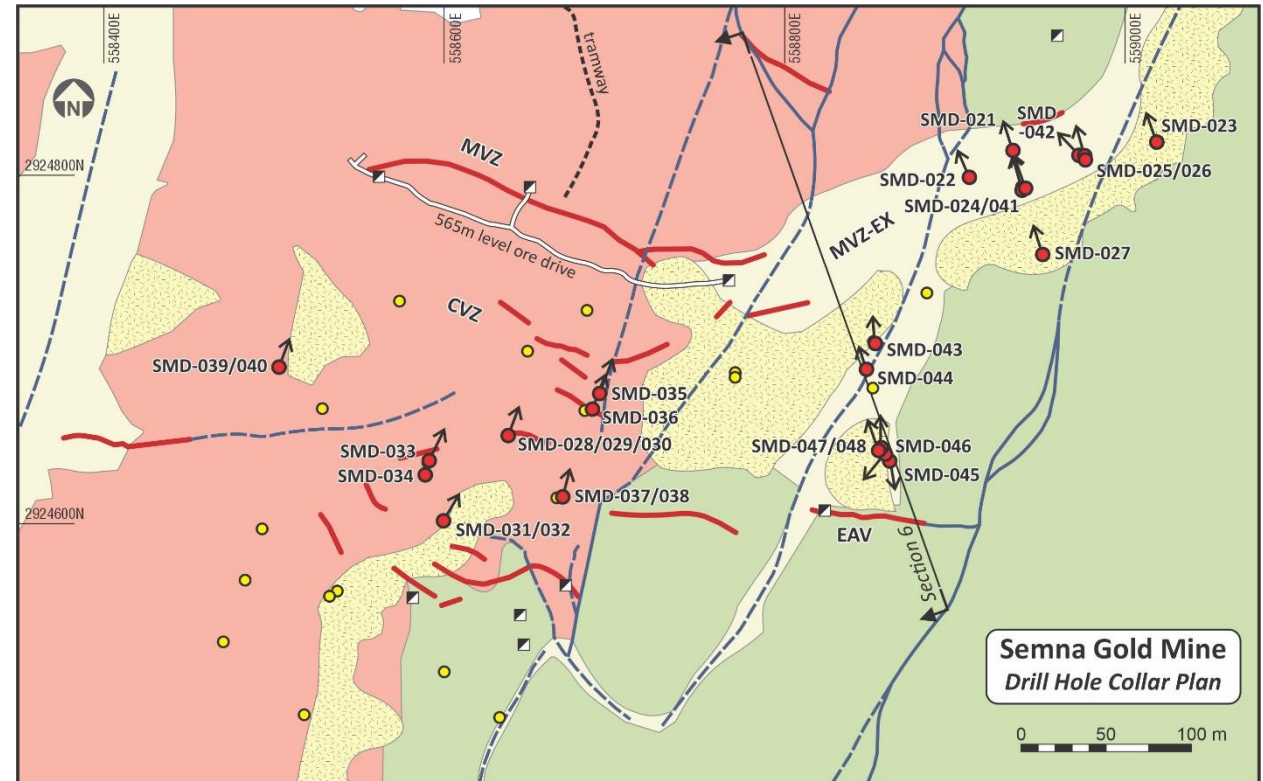 558400E
558600E
558800E
559000E
tramway
N
2924800N
2924600N
MVZ
565m level ore drive
CVZ
MVZ-EX
SMD-021
SMD
-042
SMD-023
SMD-022
SMD-025/026
SMD-024/041
SMD-027
SMD-043
SMD-044
SMD-039/040
SMD-035
SMD-036
SMD-028/029/030
SMD-033
SMD-034
SMD-047/048
SMD-046
SMD-045
SMD-037/038
SMD-031/032
EAV
Section 6
Semna Gold Mine
Drill Hole Collar Plan
0 50 100 m